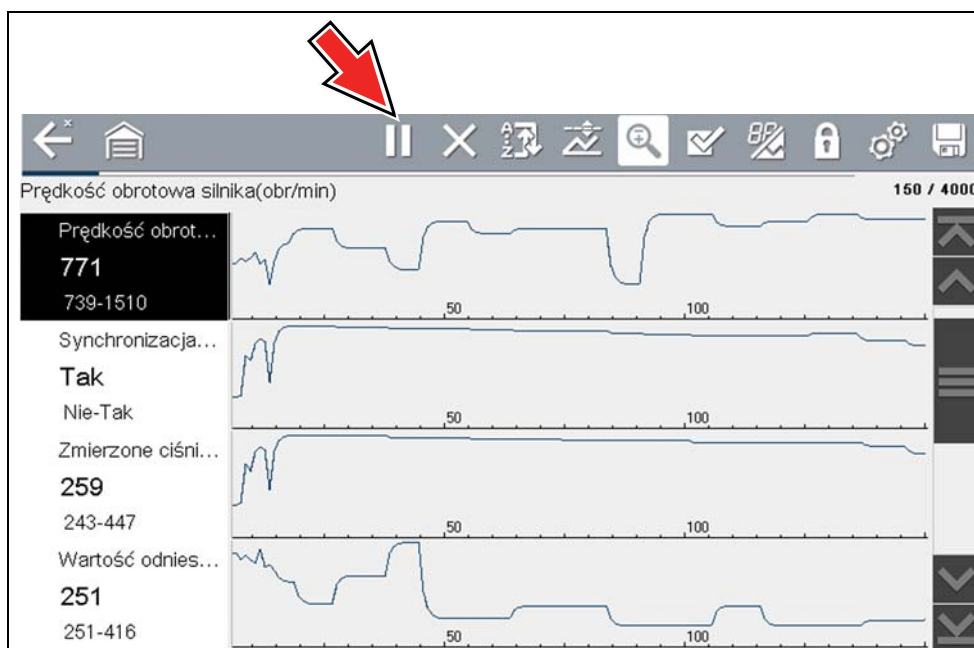 Prędkość obrotowa silnika(obr/min)
150 / 4000
Prędkość obrot...
771
739-1510
50
100
Synchronizacja...
Tak
Nie-Tak
50
100
Zmierzone ciśni...
259
243-447
50
100
Wartość odnies...
251
251-416
50
100